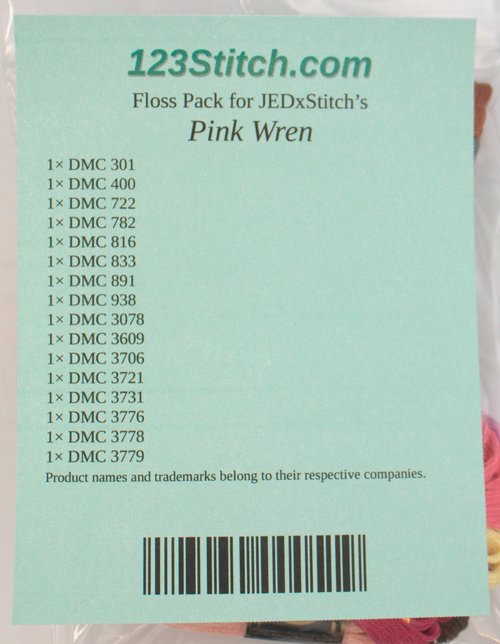 123Stitch.com
Floss Pack for JEDxStitch’s
Pink Wren
1× DMC 301
1× DMC 400
1× DMC 722
1× DMC 782
1× DMC 816
1× DMC 833
1× DMC 891
1× DMC 938
1× DMC 3078
1× DMC 3609
1× DMC 3706
1× DMC 3721
1× DMC 3731
1× DMC 3776
1× DMC 3778
1× DMC 3779
Product names and trademarks belong to their respective companies.